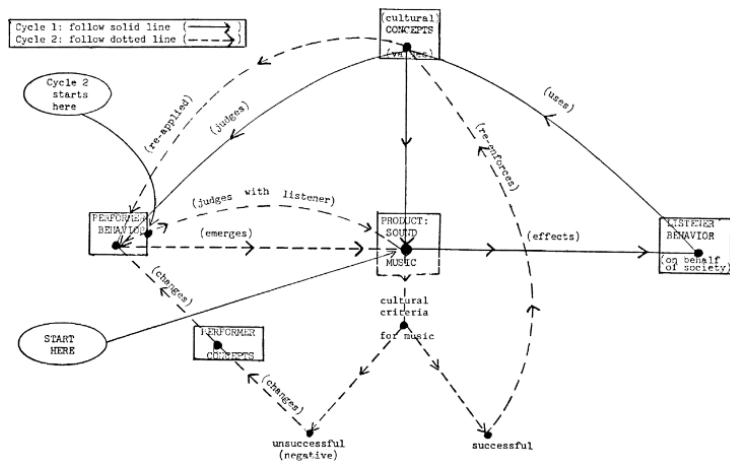 Cycle 1: follow solid line ( )
Cycle 2: follow dotted line ( )
(cultural)
CONCEPTS
(values)
Cycle 2
starts
here
(re-applied)
(judges)
(uses)
(re-enforces)
(judges with listener)
PERFORMER
BEHAVIOR
(emerges)
PRODUCT:
SOUND
MUSIC
(effects)
LISTENER
BEHAVIOR
(on behalf
of society)
(changes)
cultural
criteria
for music
START
HERE
PERFORMER
CONCEPTS
(changes)
unsuccessful
(negative)
successful